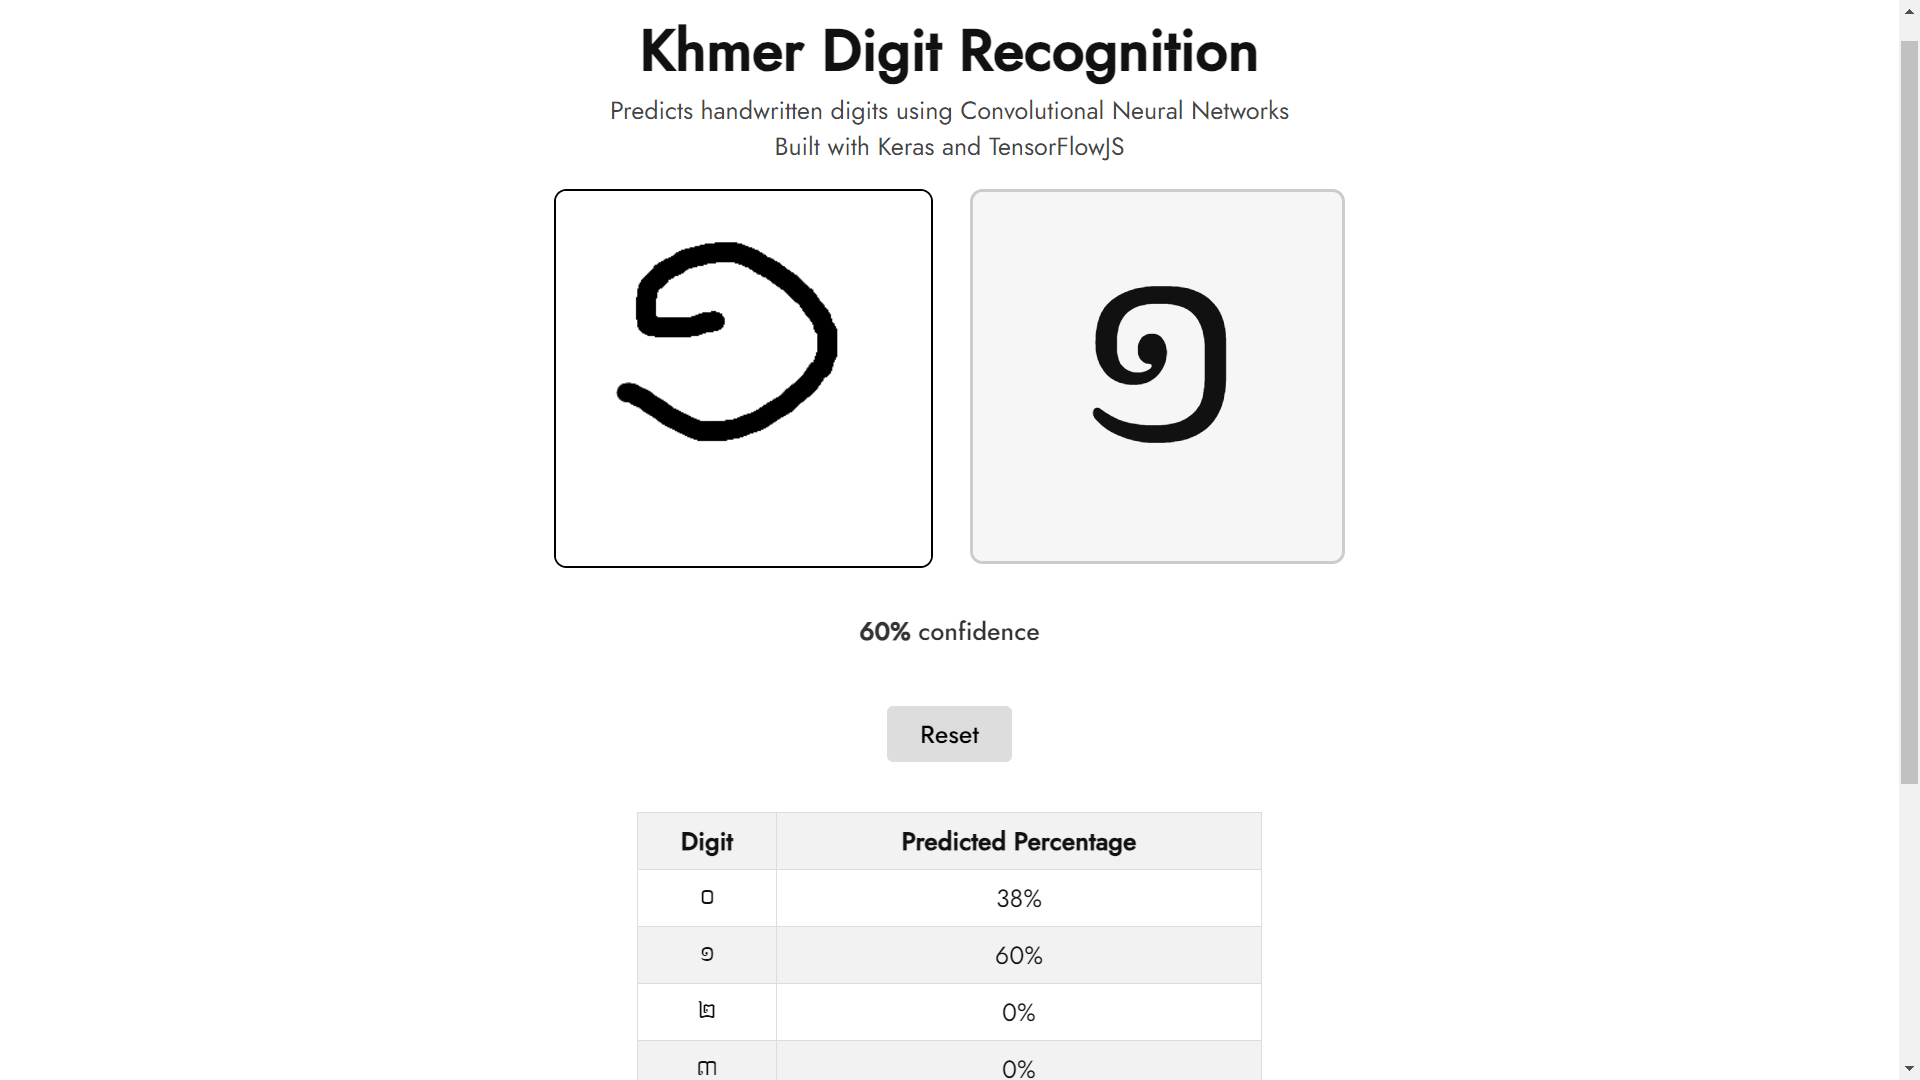 Khmer Digit Recognition
Predicts handwritten digits using Convolutional Neural Networks
Built with Keras and TensorFlowJS
១ ១
60% confidence
Reset
Digit Predicted Percentage
០ 38%
១ 60%
២ 0%
៣ 0%